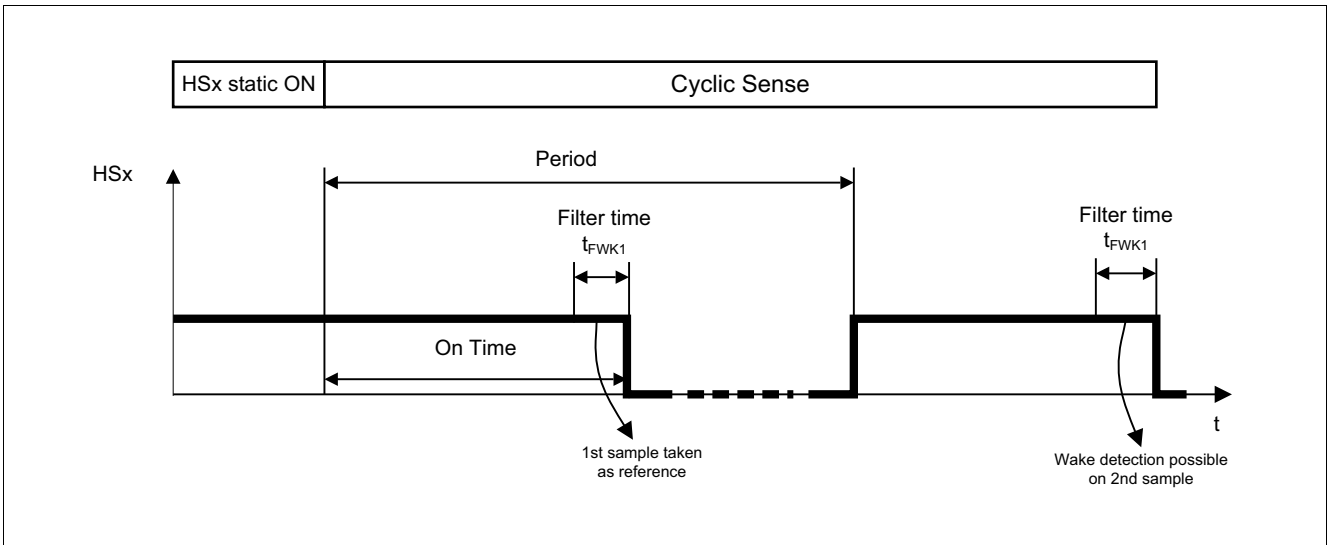 HSx static ON
Cyclic Sense
HSx
Period
Filter time
tFWK1
Filter time
tFWK1
On Time
t
1st sample taken
as reference
Wake detection possible
on 2nd sample